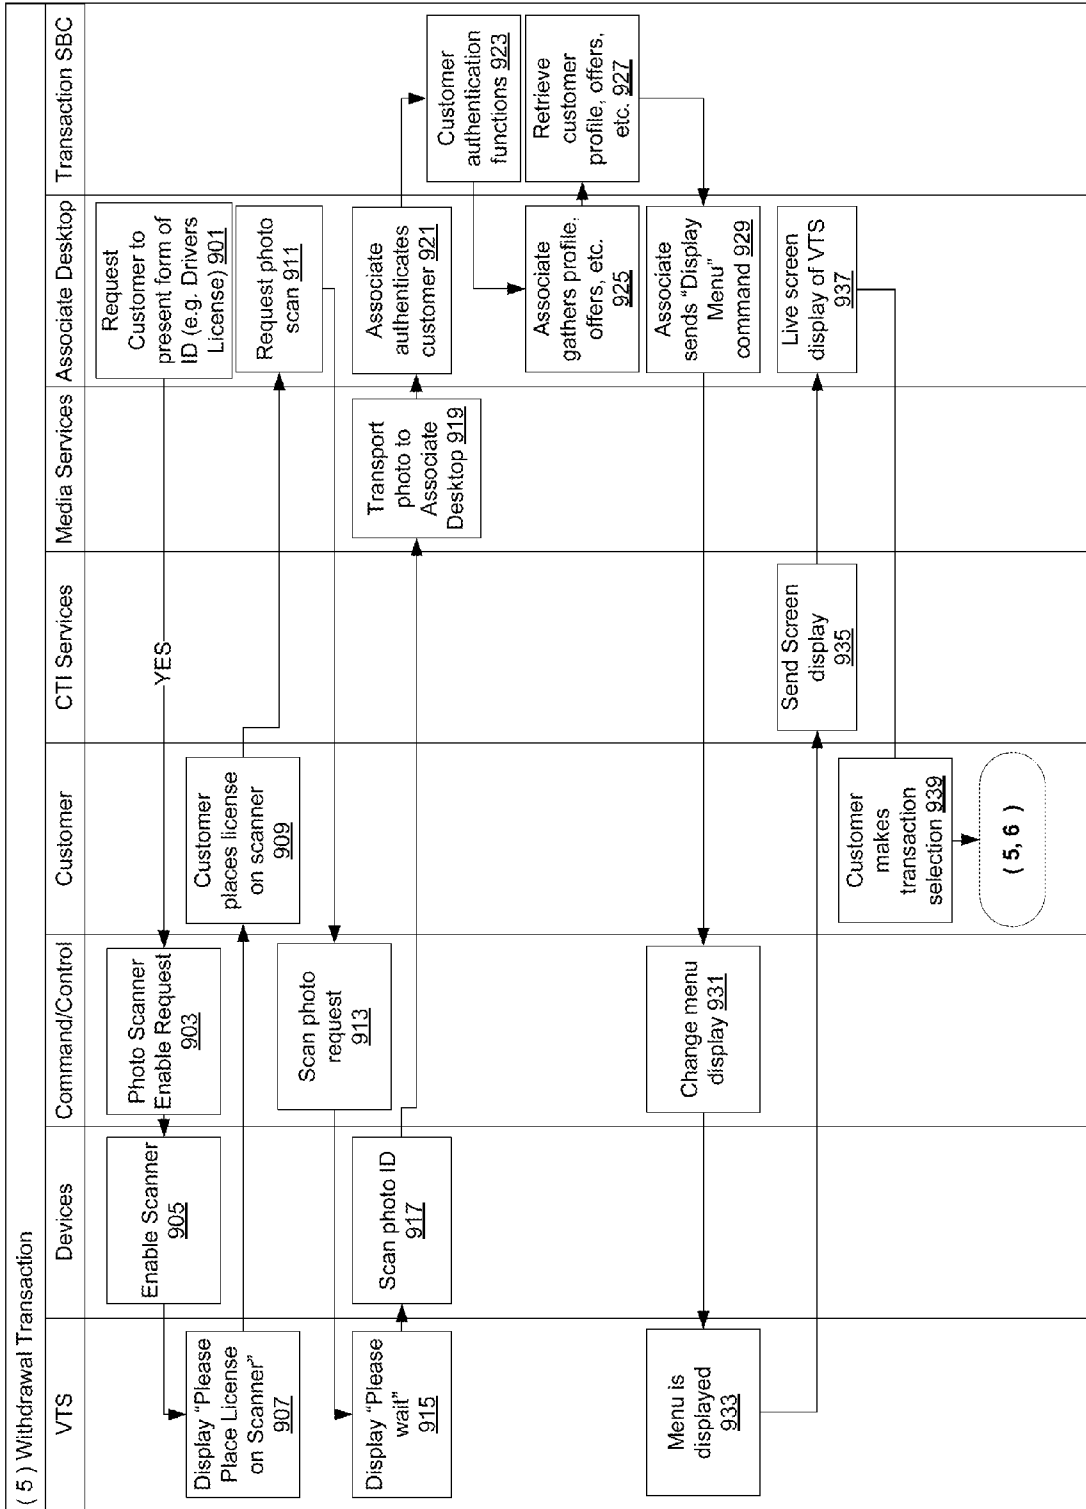 ( 5 ) Withdrawal Transaction
VTS
Devices
Command/Control
Customer
CTI Services
Media Services
Associate Desktop
Transaction SBC
Request
Customer to
present form of
ID (e.g. Drivers
License) 901
YES
Photo Scanner
Enable Request
903
Enable Scanner
905
Display “Please
Place License
on Scanner”
907
Customer
places license
on scanner
909
Request photo
scan 911
Scan photo
request
913
Display “Please
wait”
915
Scan photo ID
917
Transport
photo to
Associate
Desktop 919
Associate
authenticates
customer 921
Customer
authentication
functions 923
Associate
gathers profile,
offers, etc.
925
Retrieve
customer
profile, offers,
etc. 927
Associate
sends “Display
Menu”
command 929
Change menu
display 931
Menu is
displayed
933
Send Screen
display
935
Live screen
display of VTS
937
Customer
makes
transaction
selection 939
( 5, 6 )